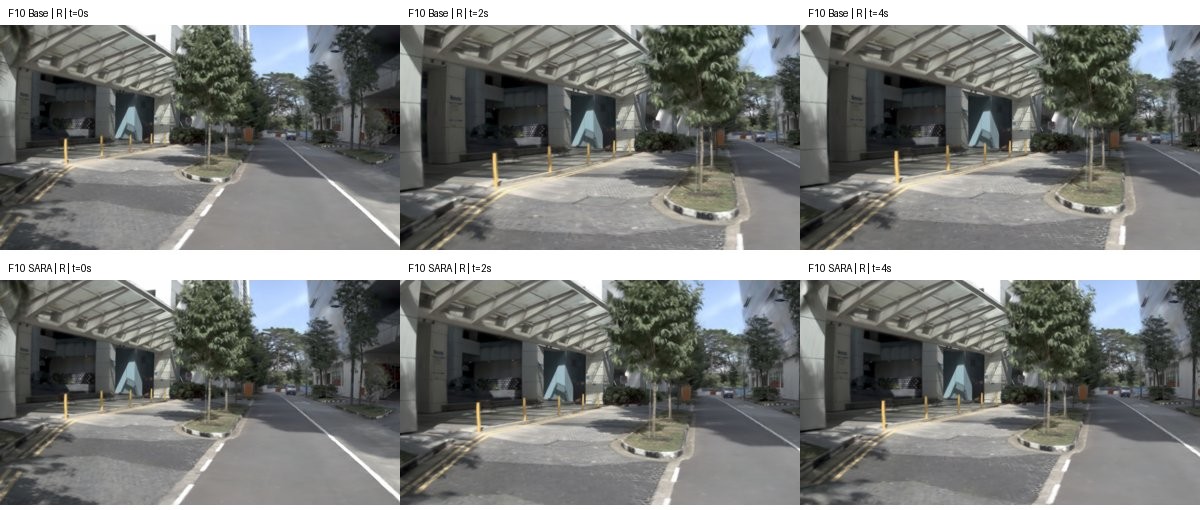 F10 Base | R | t=0s
F10 Base | R | t=2s
F10 Base | R | t=4s
F10 SARA | R | t=0s
F10 SARA | R | t=2s
F10 SARA | R | t=4s